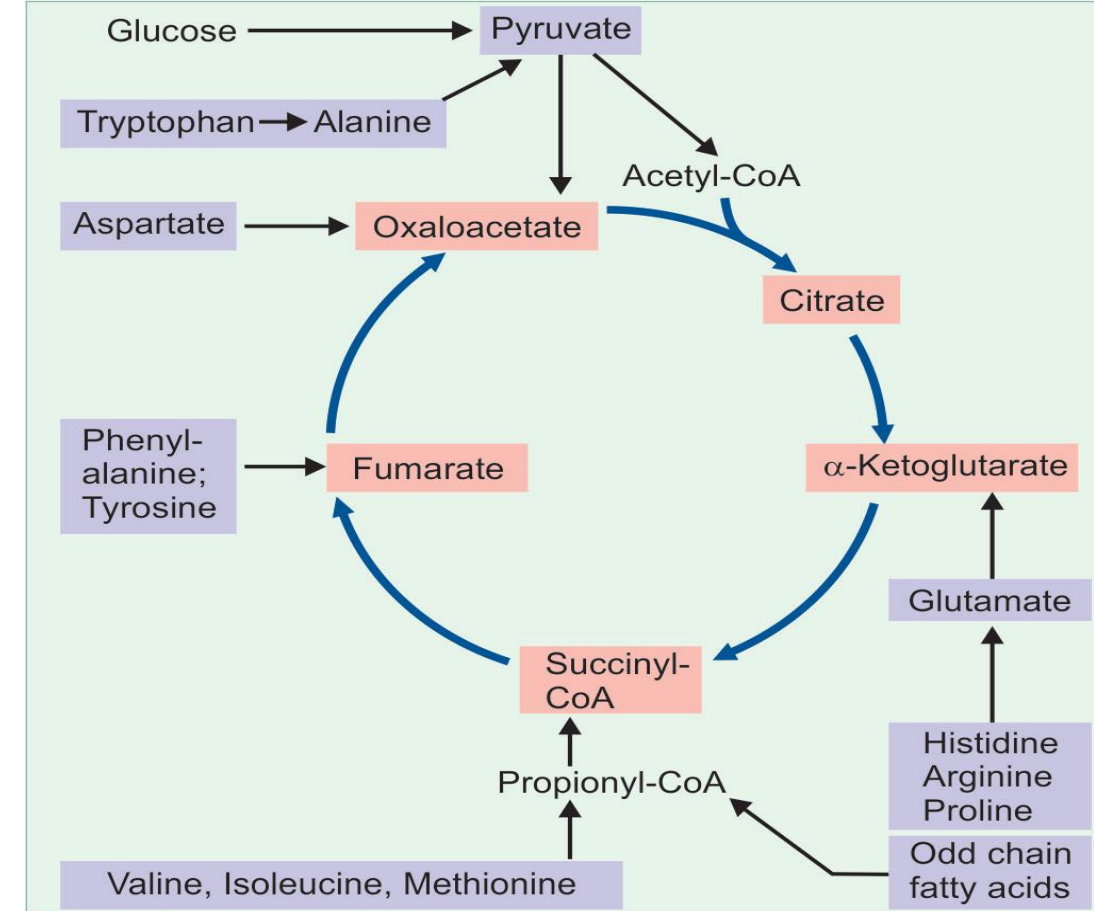 Glucose
Pyruvate
Tryptophan
Alanine
Acetyl-CoA
Aspartate
Oxaloacetate
Citrate
Phenyl-
alanine;
Tyrosine
Fumarate
α-Ketoglutarate
Glutamate
Succinyl-
CoA
Histidine
Arginine
Proline
Propionyl-CoA
Odd chain
fatty acids
Valine, Isoleucine, Methionine